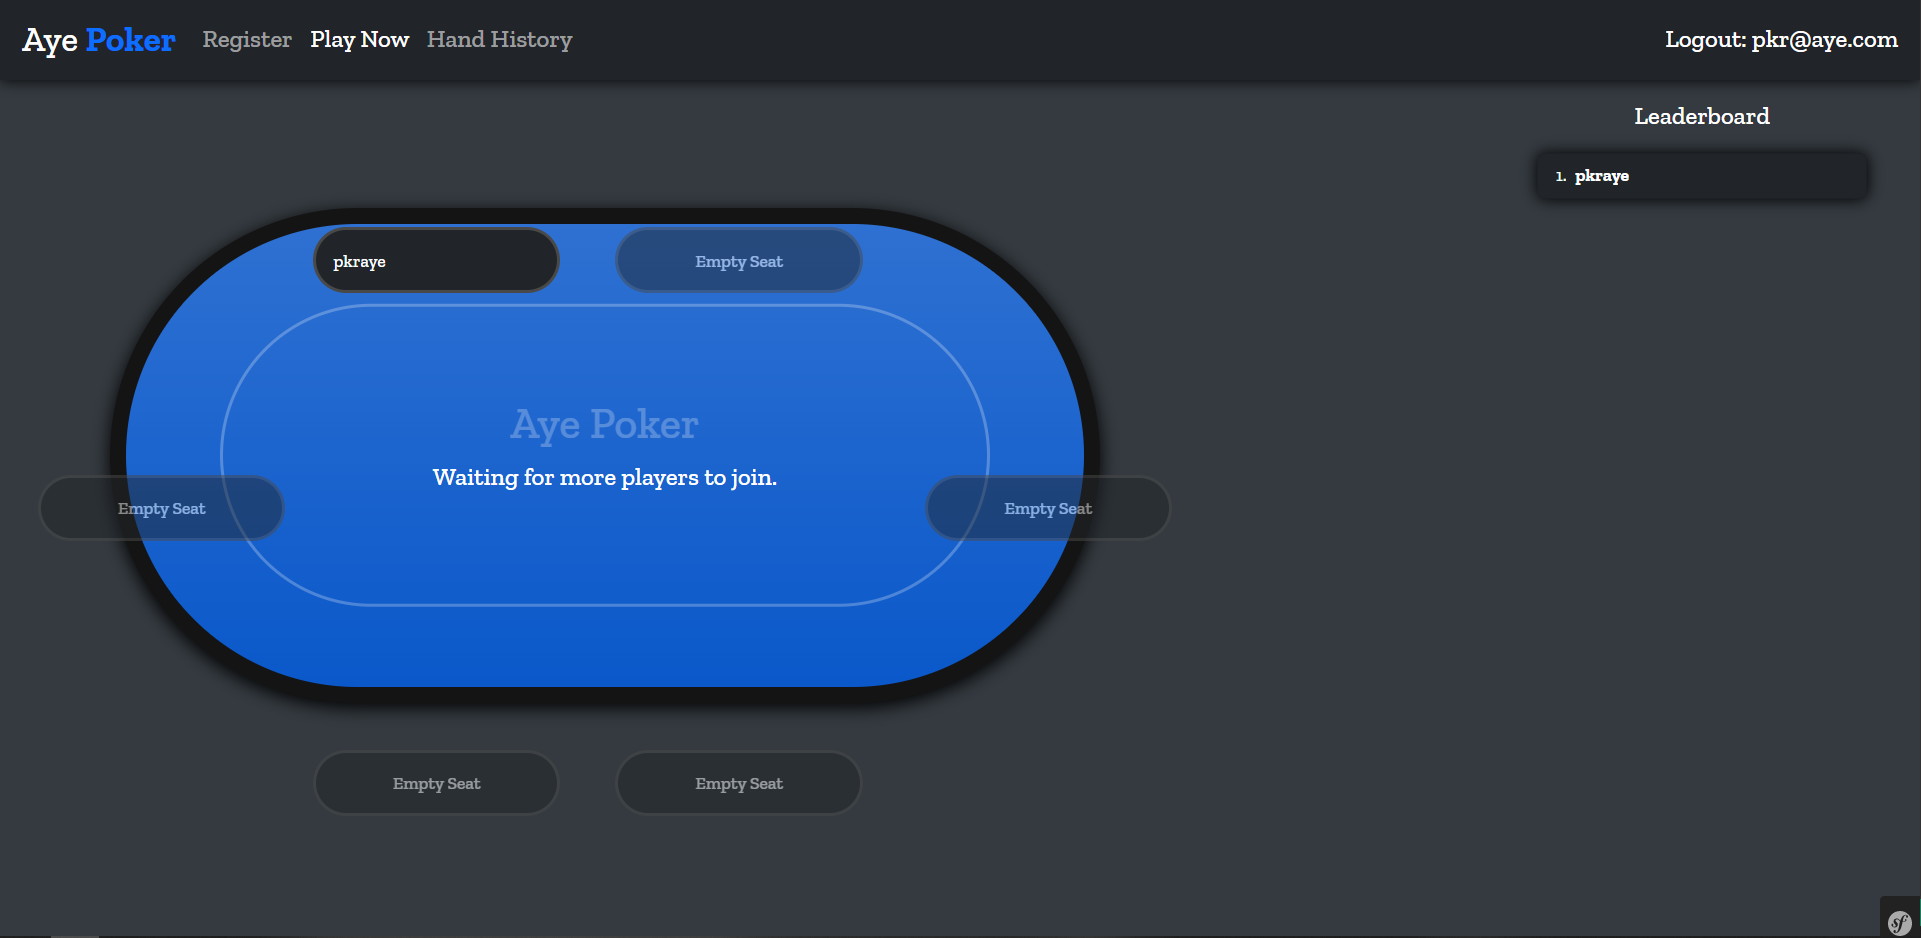 Aye Poker Register Play Now Hand History Logout: pkr@aye.com
Leaderboard
1. pkraye
pkraye Empty Seat
Aye Poker
Waiting for more players to join.
Empty Seat Empty Seat
Empty Seat Empty Seat
sf